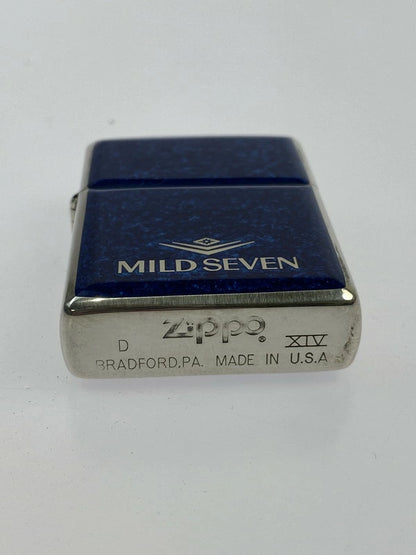 MILD SEVEN
D Zippo® XIV
BRADFORD,PA. MADE IN U.S.A